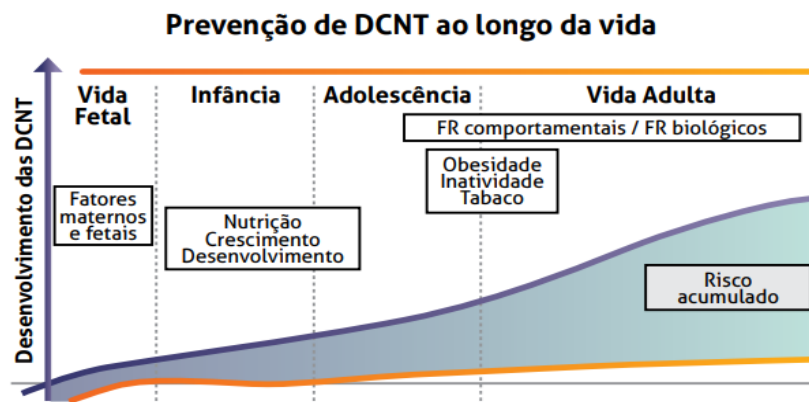 Prevenção de DCNT ao longo da vida
Desenvolvimento das DCNT
Vida
Fetal
Infância
Adolescência
Vida Adulta
FR comportamentais / FR biológicos
Fatores
maternos
e fetais
Nutrição
Crescimento
Desenvolvimento
Obesidade
Inatividade
Tabaco
Risco
acumulado